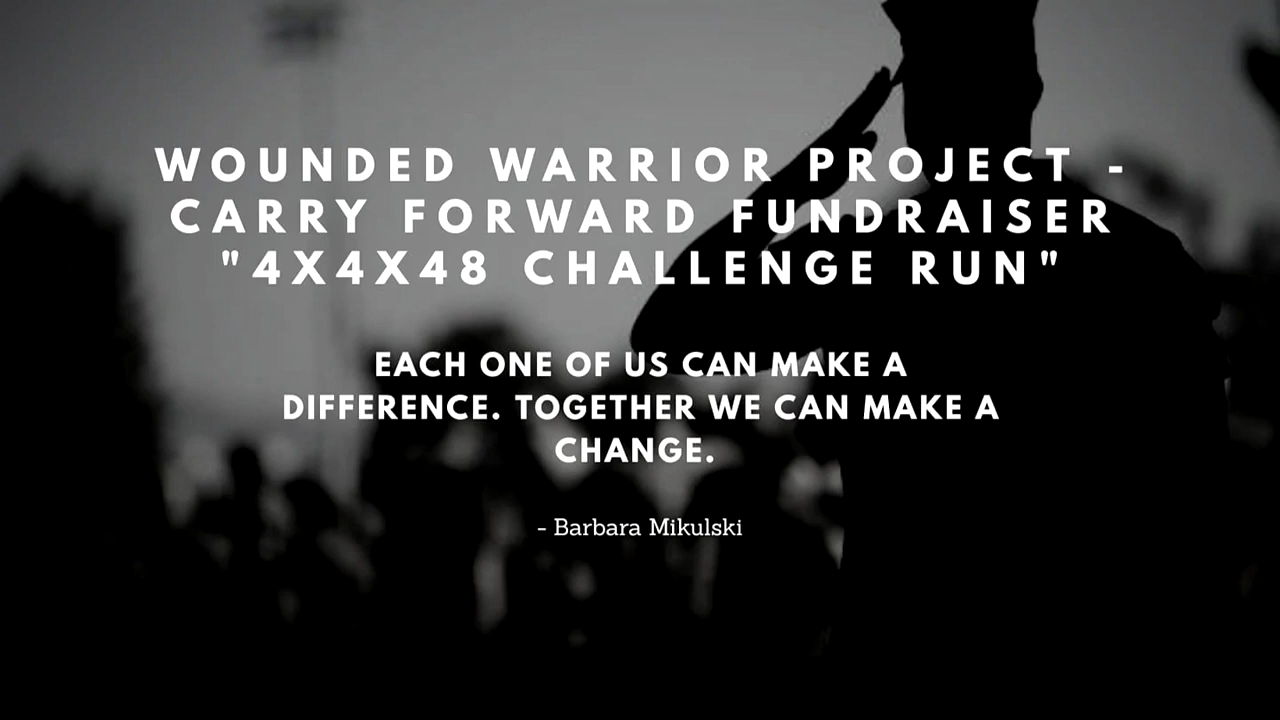 WOUNDED WARRIOR PROJECT -
CARRY FORWARD FUNDRAISER
"4X4X48 CHALLENGE RUN"
EACH ONE OF US CAN MAKE A
DIFFERENCE. TOGETHER WE CAN MAKE A
CHANGE.
- Barbara Mikulski